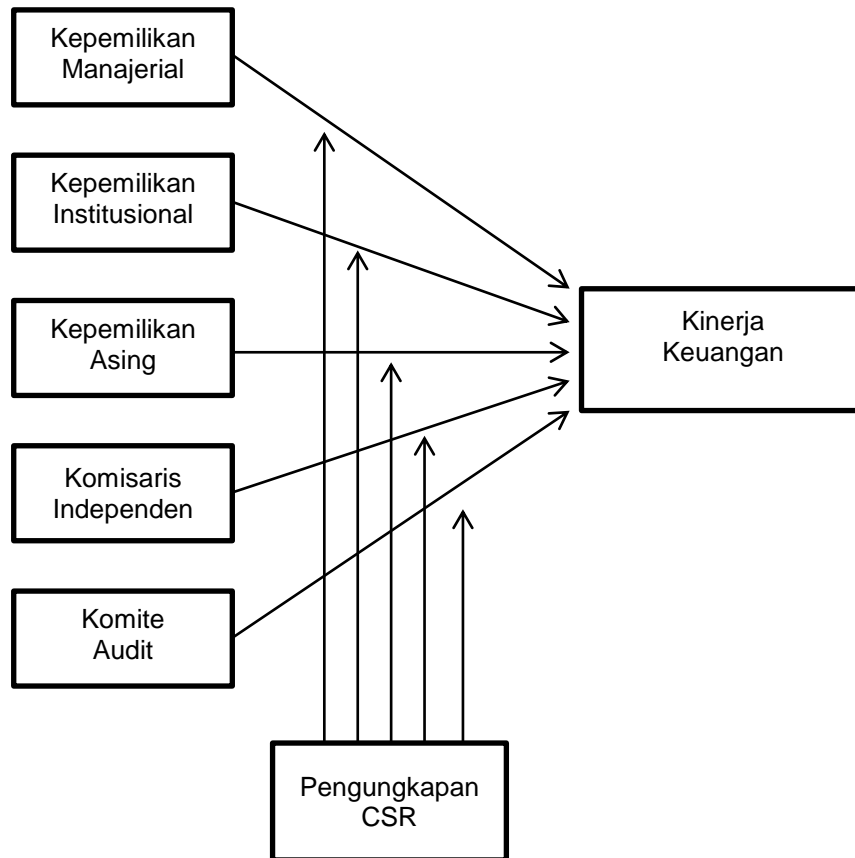 Kepemilikan
Manajerial
Kepemilikan
Institusional
Kepemilikan
Asing
Kinerja
Keuangan
Komisaris
Independen
Komite
Audit
Pengungkapan
CSR